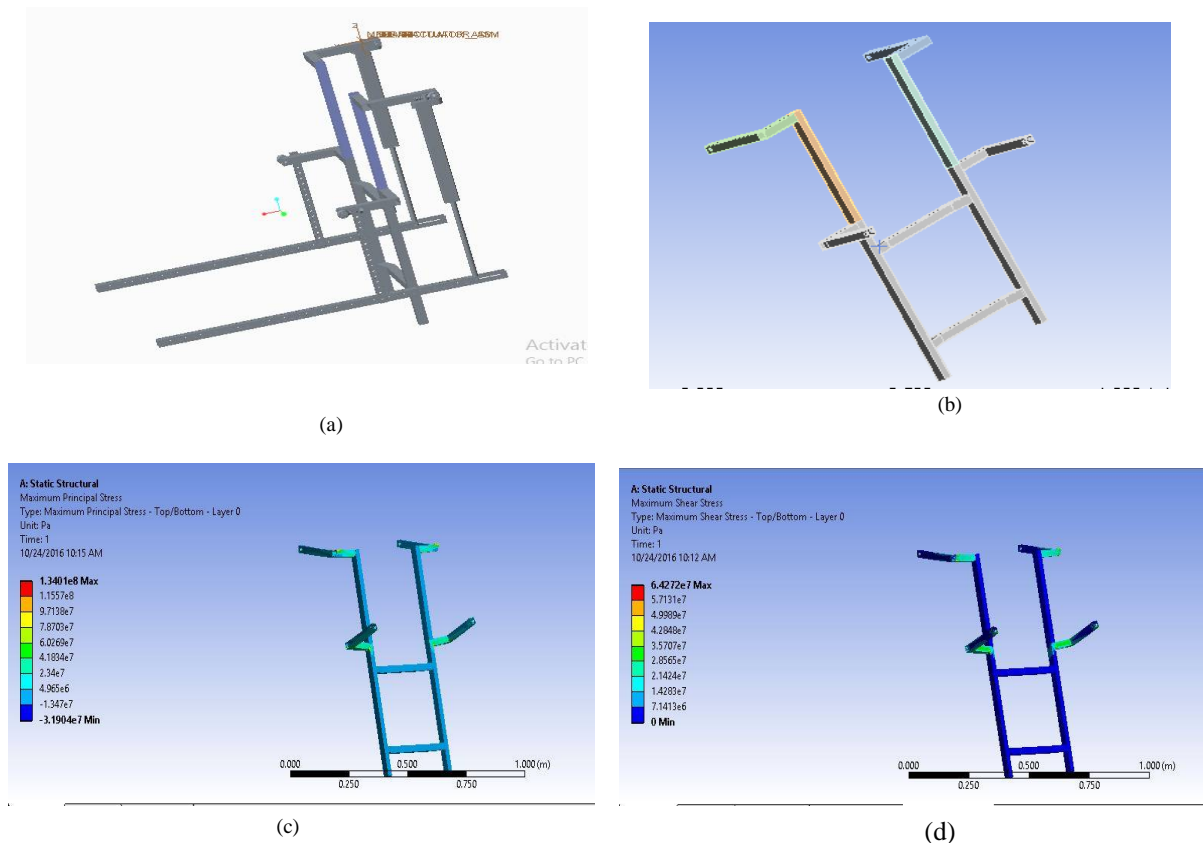 Activat
Go to PC
(a)
(b)
A: Static Structural
Maximum Principal Stress
Type: Maximum Principal Stress - Top/Bottom - Layer 0
Unit: Pa
Time: 1
10/24/2016 10:15 AM
1.3401e8 Max
1.1557e8
9.7138e7
7.8703e7
6.0269e7
4.1834e7
2.34e7
4.965e6
-1.347e7
-3.1904e7 Min
0.000
0.500
1.000 (m)
0.250
0.750
(c)
A: Static Structural
Maximum Shear Stress
Type: Maximum Shear Stress - Top/Bottom - Layer 0
Unit: Pa
Time: 1
10/24/2016 10:12 AM
6.4272e7 Max
5.7131e7
4.9989e7
4.2848e7
3.5707e7
2.8565e7
2.1424e7
1.4283e7
7.1413e6
0 Min
0.000
0.500
1.000 (m)
0.250
0.750
(d)